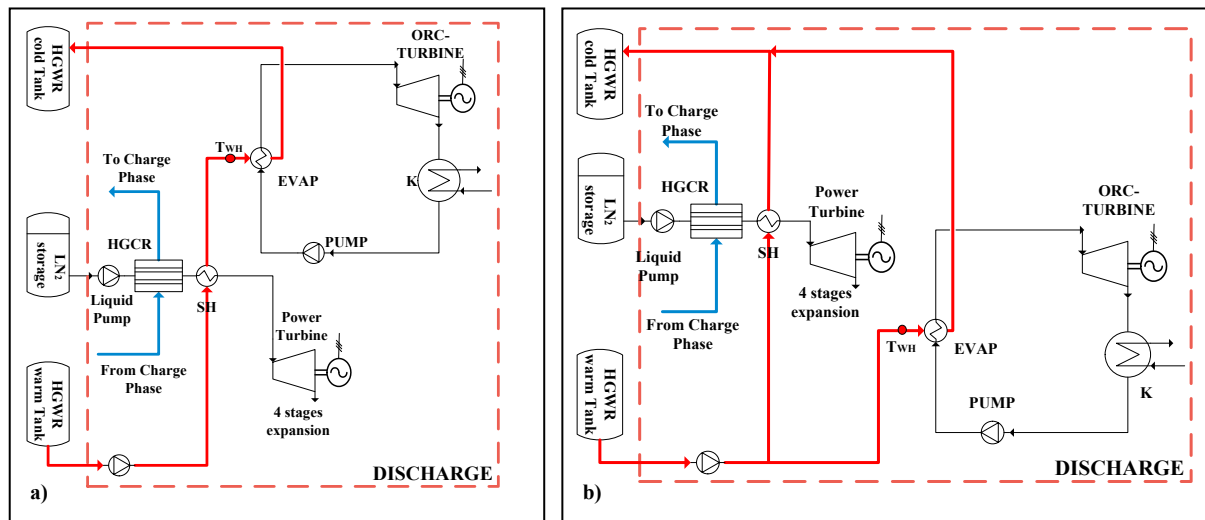 HGWR
cold Tank
ORC-
TURBINE
To Charge
Phase
TWH
EVAP
K
LN2
storage
HGCR
PUMP
Liquid
Pump
SH
Power
Turbine
From Charge
Phase
HGWR
warm Tank
4 stages
expansion
DISCHARGE
a)
HGWR
cold Tank
To Charge
Phase
LN2
storage
HGCR
Power
Turbine
ORC-
TURBINE
Liquid
Pump
SH
4 stages
expansion
From Charge
Phase
TWH
EVAP
HGWR
warm Tank
K
PUMP
DISCHARGE
b)